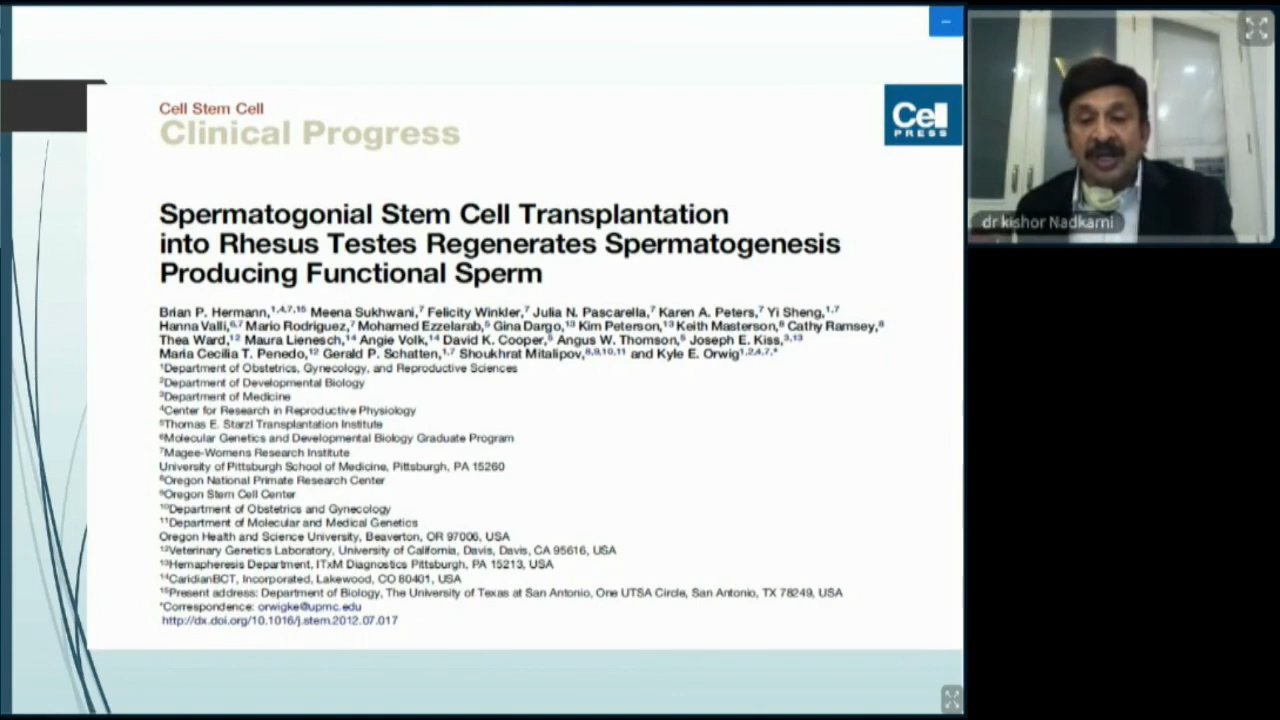 Cell Stem Cell
Clinical Progress
Cell
PRESS
Spermatogonial Stem Cell Transplantation
into Rhesus Testes Regenerates Spermatogenesis
Producing Functional Sperm
Brian P. Hermann,1,4,7,15 Meena Sukhwani,7 Felicity Winkler,7 Julia N. Pascarella,7 Karen A. Peters,7 Yi Sheng,1,7
Hanna Valli,6,7 Mario Rodriguez,7 Mohamed Ezzelarab,5 Gina Dargo,13 Kim Peterson,13 Keith Masterson,8 Cathy Ramsey,8
Thea Ward,12 Maura Lienesch,14 Angie Volk,14 David K. Cooper,5 Angus W. Thomson,5 Joseph E. Kiss,3,13
Maria Cecilia T. Penedo,12 Gerald P. Schatten,1,7 Shoukhrat Mitalipov,8,9,10,11 and Kyle E. Orwig1,2,4,7,*
1Department of Obstetrics, Gynecology, and Reproductive Sciences
2Department of Developmental Biology
3Department of Medicine
4Center for Research in Reproductive Physiology
5Thomas E. Starzl Transplantation Institute
6Molecular Genetics and Developmental Biology Graduate Program
7Magee-Womens Research Institute
University of Pittsburgh School of Medicine, Pittsburgh, PA 15260
8Oregon National Primate Research Center
9Oregon Stem Cell Center
10Department of Obstetrics and Gynecology
11Department of Molecular and Medical Genetics
Oregon Health and Science University, Beaverton, OR 97006, USA
12Veterinary Genetics Laboratory, University of California, Davis, Davis, CA 95616, USA
13Hemapheresis Department, ITxM Diagnostics Pittsburgh, PA 15213, USA
14CaridianBCT, Incorporated, Lakewood, CO 80401, USA
15Present address: Department of Biology, The University of Texas at San Antonio, One UTSA Circle, San Antonio, TX 78249, USA
*Correspondence: orwigke@upmc.edu
http://dx.doi.org/10.1016/j.stem.2012.07.017
dr kishor Nadkarni